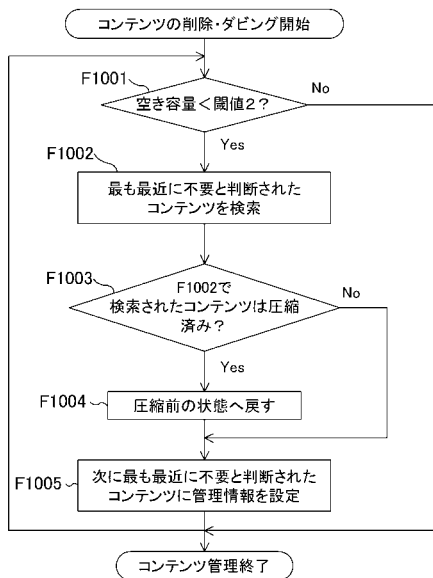 コンテンツの削除・ダビング開始
F1001
空き容量＜閾値2？
No
Yes
F1002
最も最近に不要と判断された
コンテンツを検索
F1003
F1002で
検索されたコンテンツは圧縮
済み？
No
Yes
F1004
圧縮前の状態へ戻す
F1005
次に最も最近に不要と判断された
コンテンツに管理情報を設定
コンテンツ管理終了